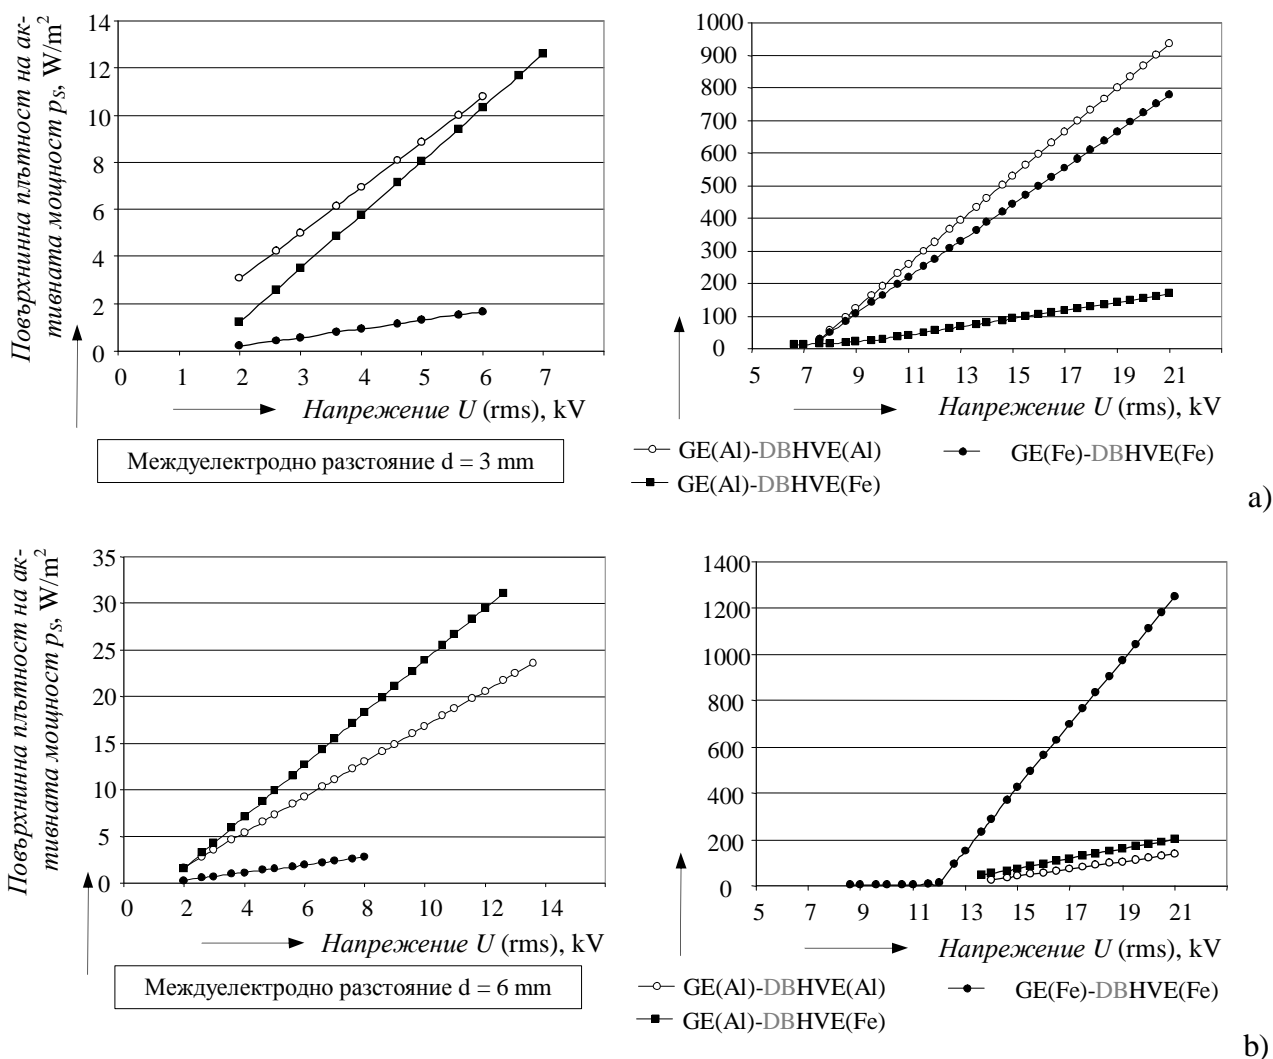 Повърхнинна плътност на ак-
тивната мощност pS, W/m²
14
12
10
8
6
4
2
0
0 1 2 3 4 5 6 7
Напрежение U (rms), kV
Междуелектродно разстояние d = 3 mm
1000
900
800
700
600
500
400
300
200
100
0
5 7 9 11 13 15 17 19 21
Напрежение U (rms), kV
GE(Al)-DBHVE(Al) GE(Fe)-DBHVE(Fe)
GE(Al)-DBHVE(Fe)
a)
Повърхнинна плътност на ак-
тивната мощност pS, W/m²
35
30
25
20
15
10
5
0
0 2 4 6 8 10 12 14
Напрежение U (rms), kV
Междуелектродно разстояние d = 6 mm
1400
1200
1000
800
600
400
200
0
5 7 9 11 13 15 17 19 21
Напрежение U (rms), kV
GE(Al)-DBHVE(Al) GE(Fe)-DBHVE(Fe)
GE(Al)-DBHVE(Fe)
b)